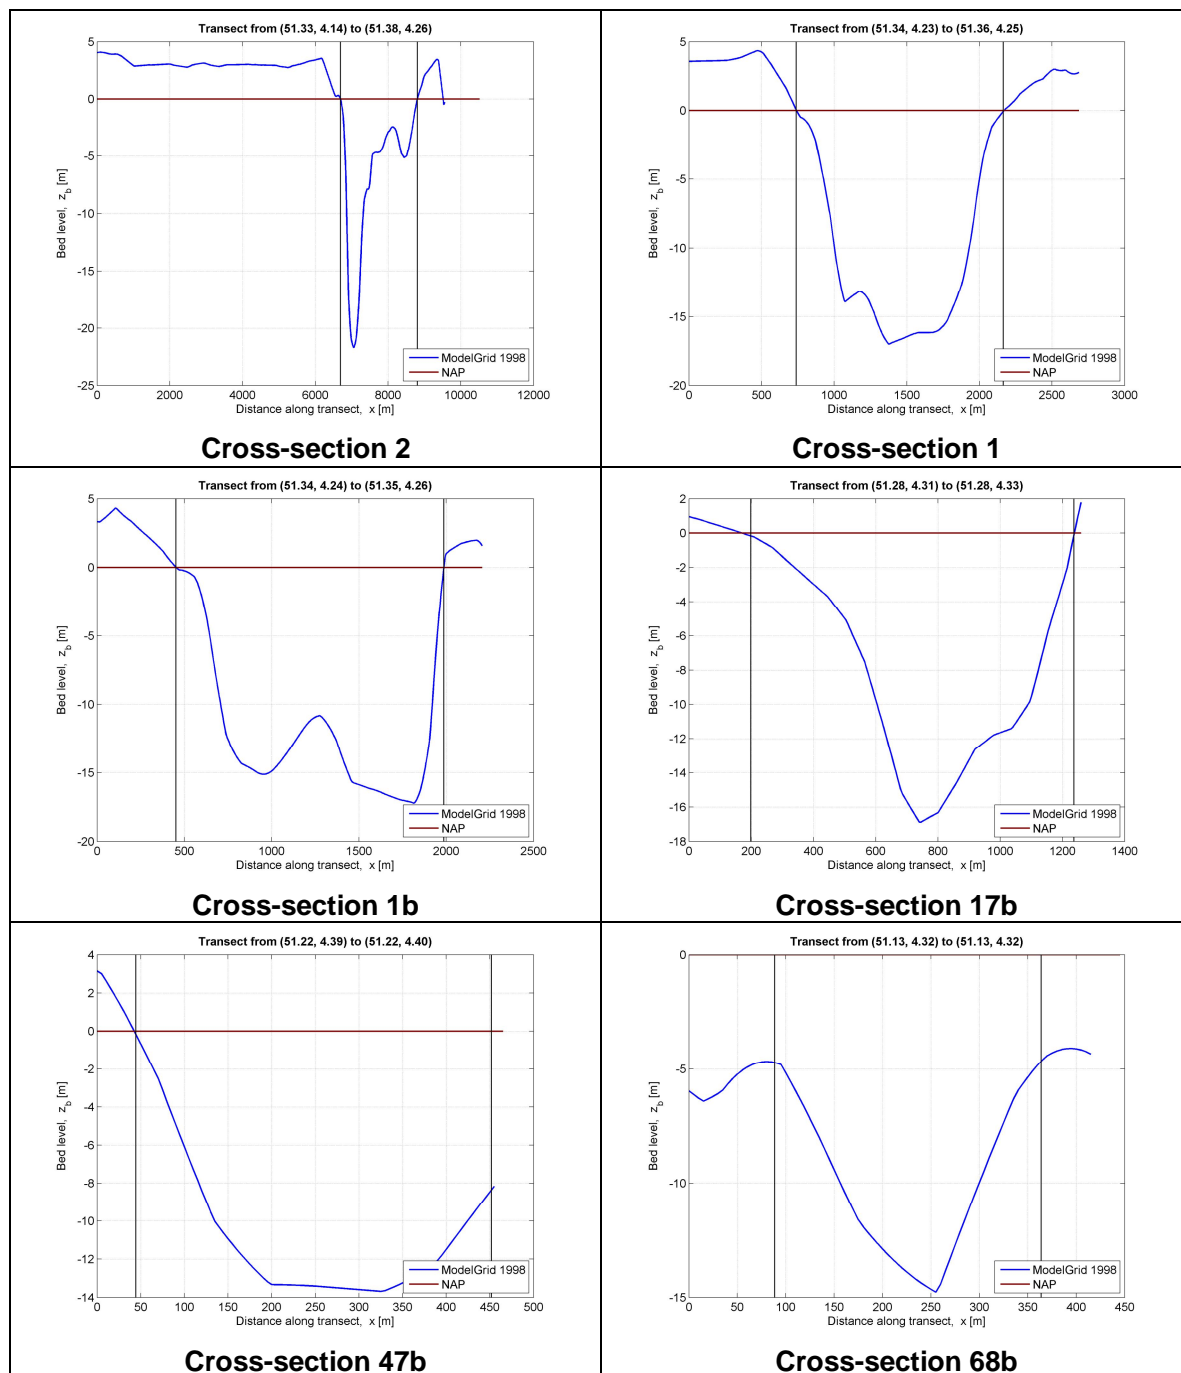 Transect from (51.33, 4.14) to (51.38, 4.26)
5
0
-5
-10
-15
-20
-25
Bed level, z_b [m]
0 2000 4000 6000 8000 10000 12000
Distance along transect, x [m]
ModelGrid 1998
NAP
Cross-section 2
Transect from (51.34, 4.23) to (51.36, 4.25)
5
0
-5
-10
-15
-20
Bed level, z_b [m]
0 500 1000 1500 2000 2500 3000
Distance along transect, x [m]
ModelGrid 1998
NAP
Cross-section 1
Transect from (51.34, 4.24) to (51.35, 4.26)
5
0
-5
-10
-15
-20
Bed level, z_b [m]
0 500 1000 1500 2000 2500
Distance along transect, x [m]
ModelGrid 1998
NAP
Cross-section 1b
Transect from (51.28, 4.31) to (51.28, 4.33)
2
0
-2
-4
-6
-8
-10
-12
-14
-16
-18
Bed level, z_b [m]
0 200 400 600 800 1000 1200 1400
Distance along transect, x [m]
ModelGrid 1998
NAP
Cross-section 17b
Transect from (51.22, 4.39) to (51.22, 4.40)
4
2
0
-2
-4
-6
-8
-10
-12
-14
Bed level, z_b [m]
0 50 100 150 200 250 300 350 400 450 500
Distance along transect, x [m]
ModelGrid 1998
NAP
Cross-section 47b
Transect from (51.13, 4.32) to (51.13, 4.32)
0
-5
-10
-15
Bed level, z_b [m]
0 50 100 150 200 250 300 350 400 450
Distance along transect, x [m]
ModelGrid 1998
NAP
Cross-section 68b